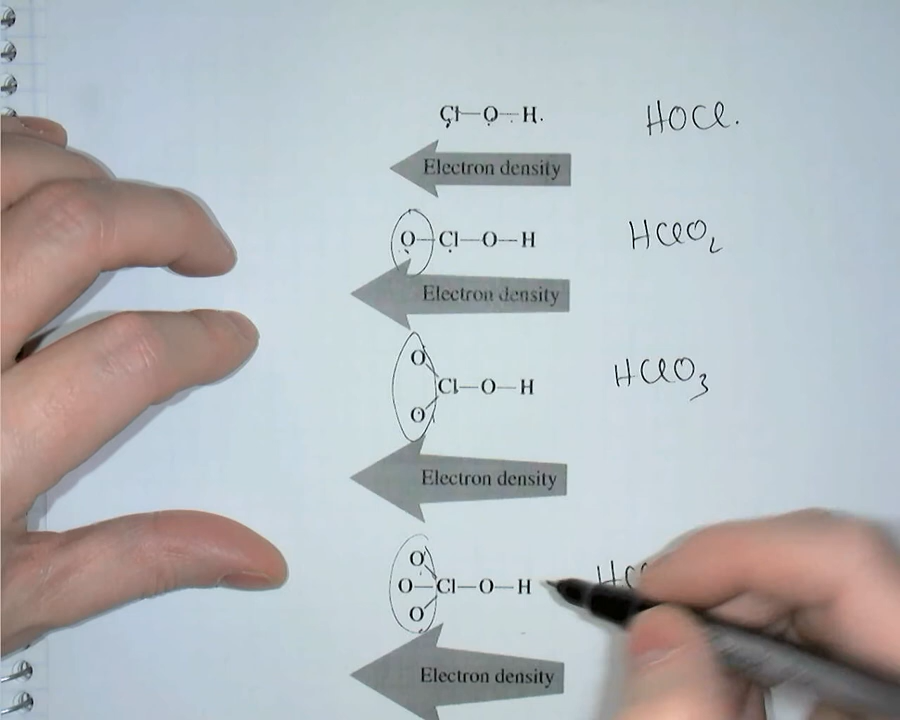 Cl—O—H. HOCl.
Electron density
O—Cl—O—H HClO2
Electron density
O
Cl—O—H HClO3
O
Electron density
O
O—Cl—O—H
O
Electron density